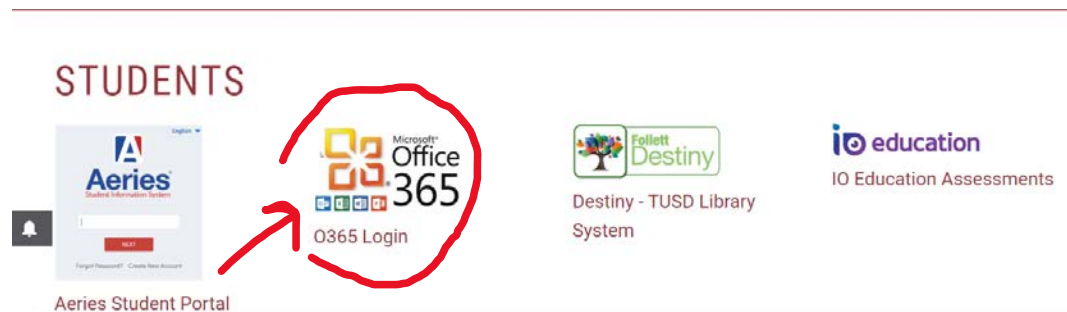 STUDENTS
English
Aeries
Student Information System
NEXT
Forgot Password? Create New Account
Aeries Student Portal
Microsoft
Office
365
O365 Login
Follett
Destiny
Destiny - TUSD Library
System
io education
IO Education Assessments